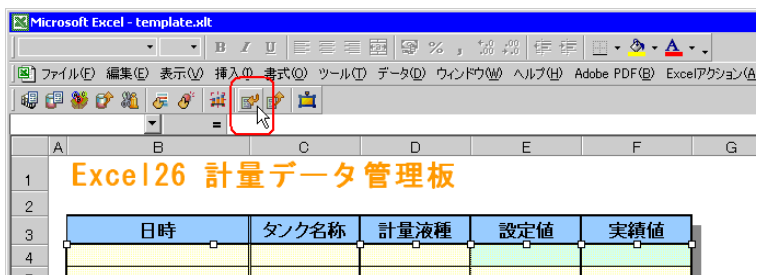 Microsoft Excel - template.xlt
B I U % ,
ファイル(F) 編集(E) 表示(V) 挿入(I) 書式(O) ツール(T) データ(D) ウィンドウ(W) ヘルプ(H) Adobe PDF(B) Excelアクション(A
=
A B C D E F G
1 Excel26 計量データ管理板
2
3 日時 タンク名称 計量液種 設定値 実績値
4